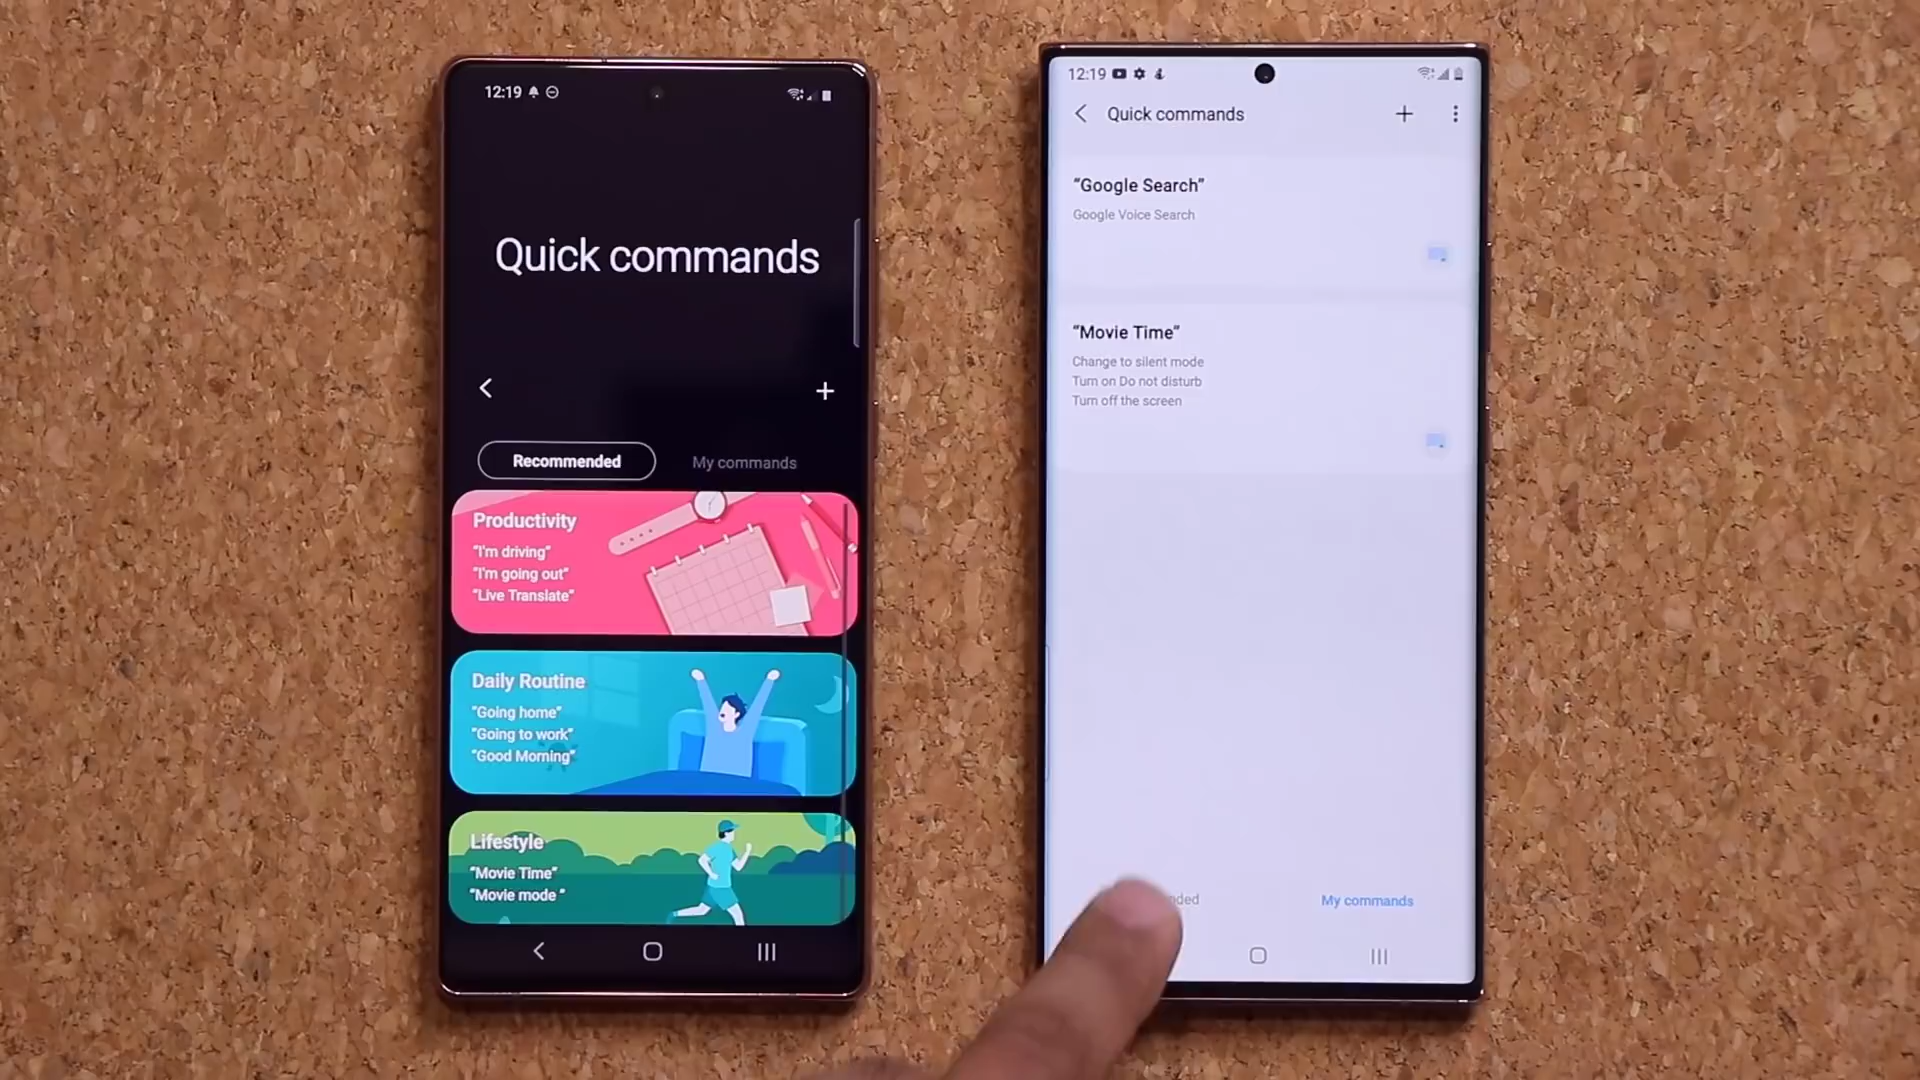 12:19
Quick commands
Recommended
My commands
Productivity
“I'm driving”
“I'm going out”
“Live Translate”
Daily Routine
“Going home”
“Going to work”
“Good Morning”
Lifestyle
“Movie Time”
“Movie mode ”
12:19
Quick commands
“Google Search”
Google Voice Search
“Movie Time”
Change to silent mode
Turn on Do not disturb
Turn off the screen
My commands